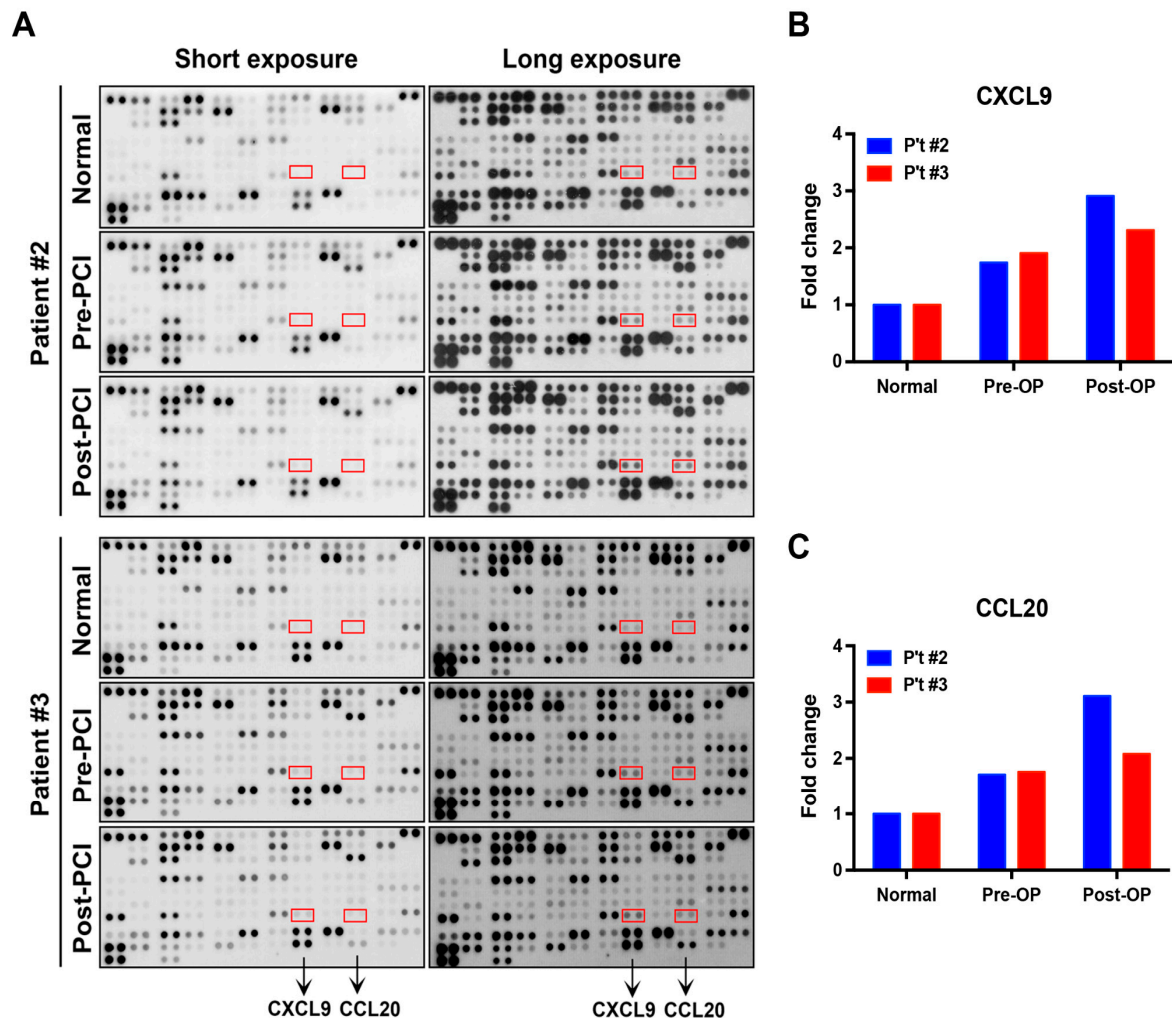 A
Short exposure
Long exposure
Patient #2
Normal
Pre-PCI
Post-PCI
Patient #3
Normal
Pre-PCI
Post-PCI
CXCL9 CCL20
CXCL9 CCL20
B
CXCL9
P't #2
P't #3
Fold change
4
3
2
1
0
Normal Pre-OP Post-OP
C
CCL20
P't #2
P't #3
Fold change
4
3
2
1
0
Normal Pre-OP Post-OP